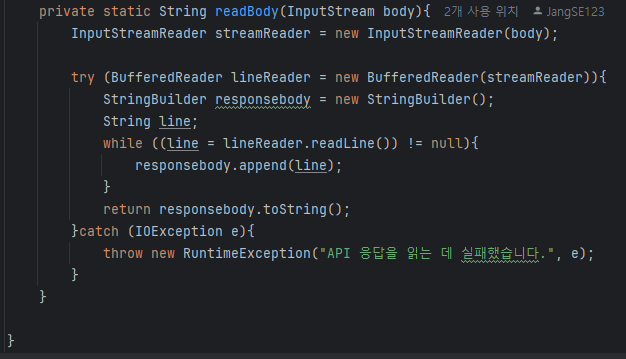 private static String readBody(InputStream body){ 2개 사용 위치 JangSE123
InputStreamReader streamReader = new InputStreamReader(body);
try (BufferedReader lineReader = new BufferedReader(streamReader)){
StringBuilder responsebody = new StringBuilder();
String line;
while ((line = lineReader.readLine()) != null){
responsebody.append(line);
}
return responsebody.toString();
}catch (IOException e){
throw new RuntimeException("API 응답을 읽는 데 실패했습니다.", e);
}
}
}